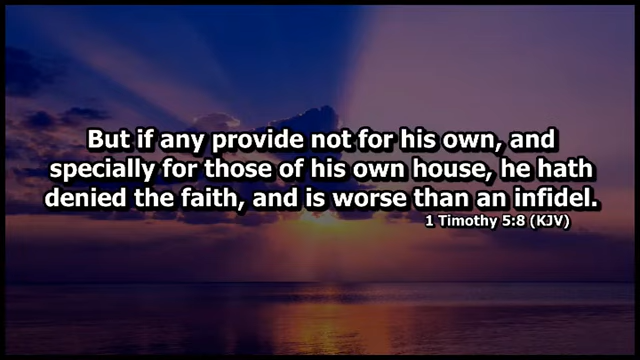 But if any provide not for his own, and
specially for those of his own house, he hath
denied the faith, and is worse than an infidel.
1 Timothy 5:8 (KJV)